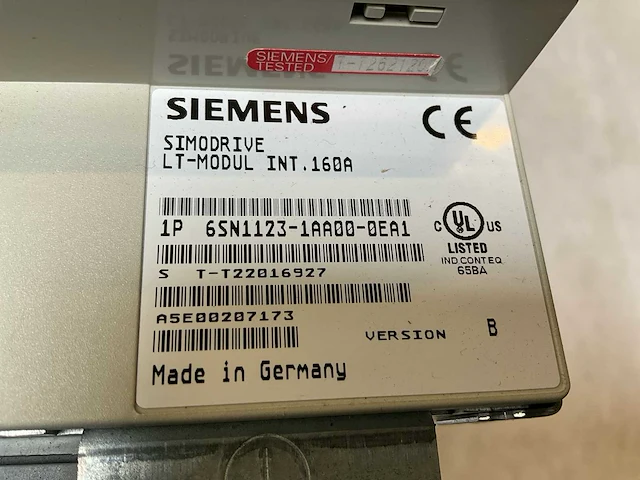 SIEMENS/
TESTED
SIEMENS
CE
SIMODRIVE
LT-MODUL INT.160A
1P 6SN1123-1AA00-0EA1
C UL US
LISTED
IND.CONT.EQ.
65BA
S T-T22016927
A5E00207173
VERSION B
Made in Germany